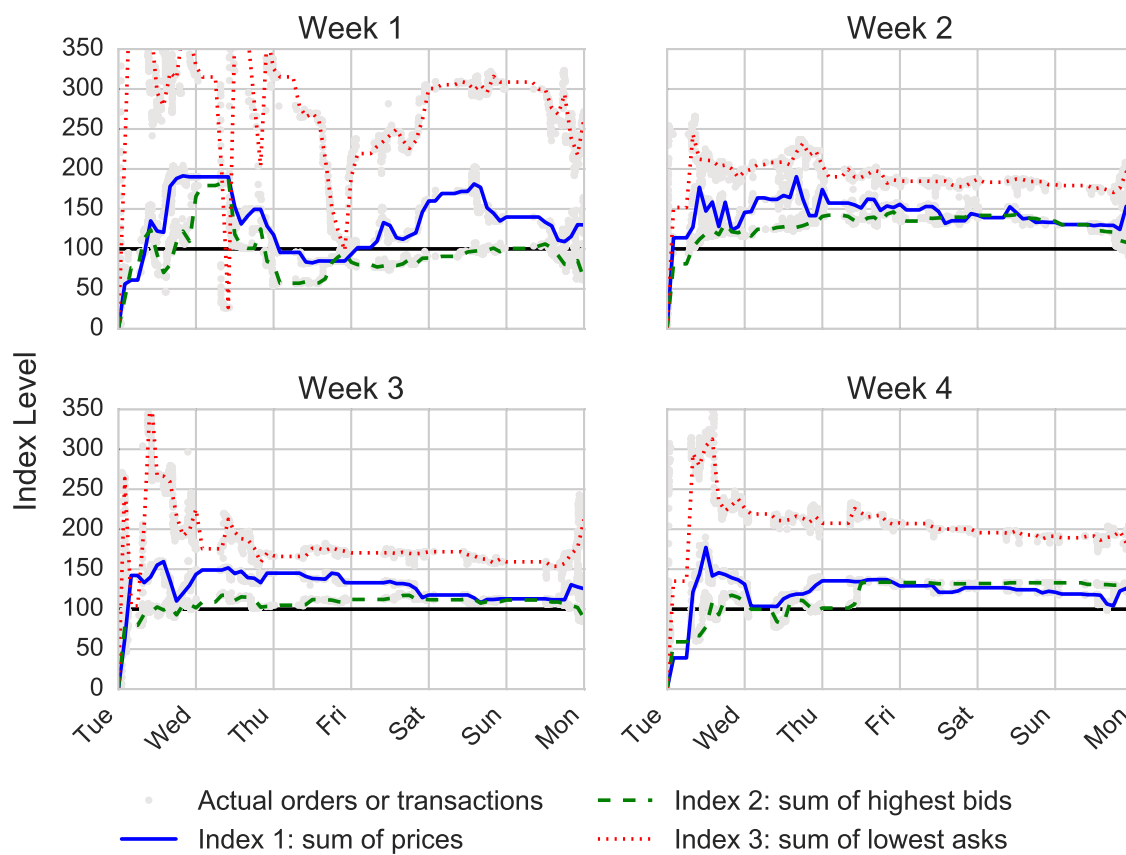 Week 1
Week 2
350
300
250
200
150
100
50
0
Week 3
Week 4
350
300
250
200
150
100
50
0
Index Level
Tue
Wed
Thu
Fri
Sat
Sun
Mon
Tue
Wed
Thu
Fri
Sat
Sun
Mon
Actual orders or transactions
Index 2: sum of highest bids
Index 1: sum of prices
Index 3: sum of lowest asks